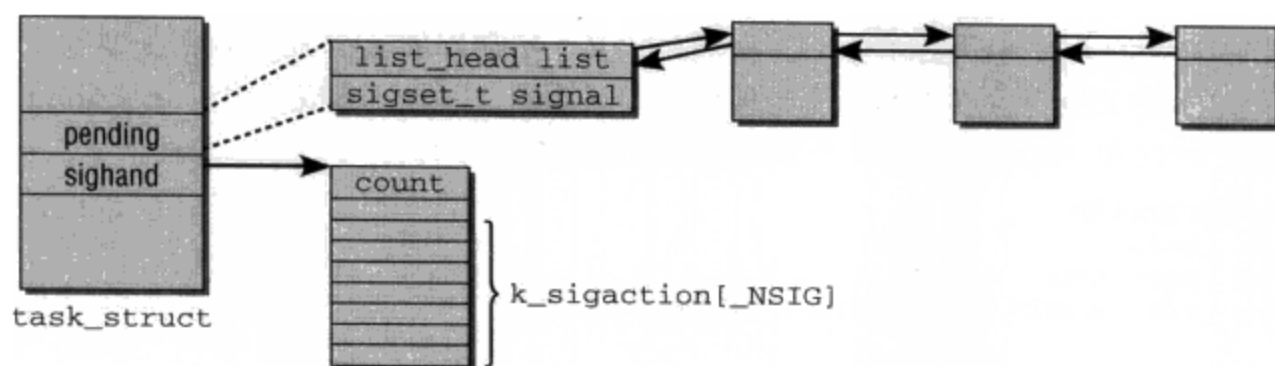 list_head list
sigset_t signal
pending
sighand
count
k_sigaction[_NSIG]
task_struct